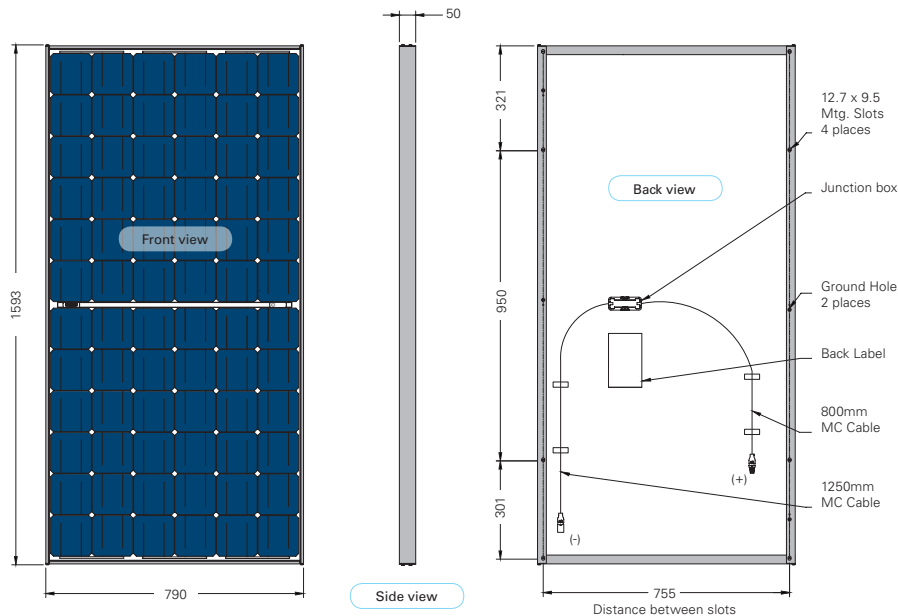 50
1593
Front view
790
Side view
321
950
301
Back view
12.7 x 9.5
Mtg. Slots
4 places
Junction box
Ground Hole
2 places
Back Label
800mm
MC Cable
1250mm
MC Cable
(+)
(-)
755
Distance between slots